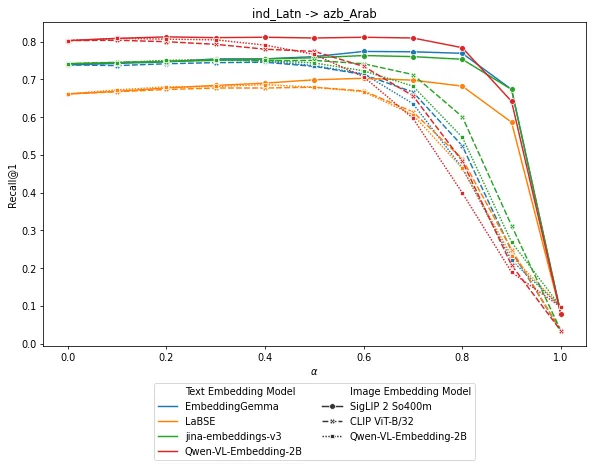 ind_Latn -> azb_Arab
Recall@1
0.8
0.7
0.6
0.5
0.4
0.3
0.2
0.1
0.0
0.0 0.2 0.4 0.6 0.8 1.0
α
Text Embedding Model Image Embedding Model
EmbeddingGemma SigLIP 2 So400m
LaBSE CLIP ViT-B/32
jina-embeddings-v3 Qwen-VL-Embedding-2B
Qwen-VL-Embedding-2B